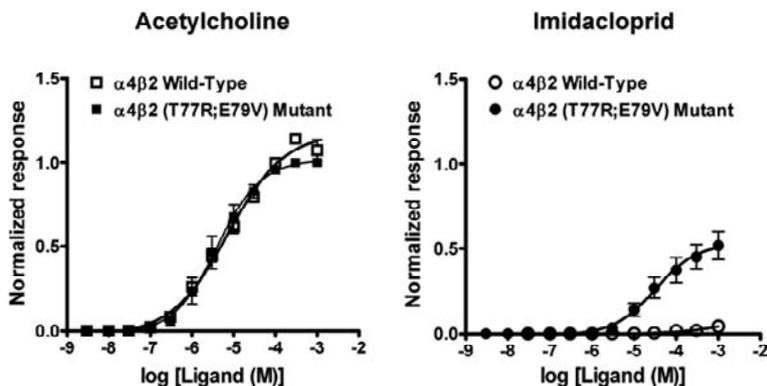 Acetylcholine
Normalized response
1.5
1.0
0.5
0.0
α4β2 Wild-Type
α4β2 (T77R;E79V) Mutant
-9 -8 -7 -6 -5 -4 -3 -2
log [Ligand (M)]
Imidacloprid
Normalized response
1.5
1.0
0.5
0.0
α4β2 Wild-Type
α4β2 (T77R;E79V) Mutant
-9 -8 -7 -6 -5 -4 -3 -2
log [Ligand (M)]